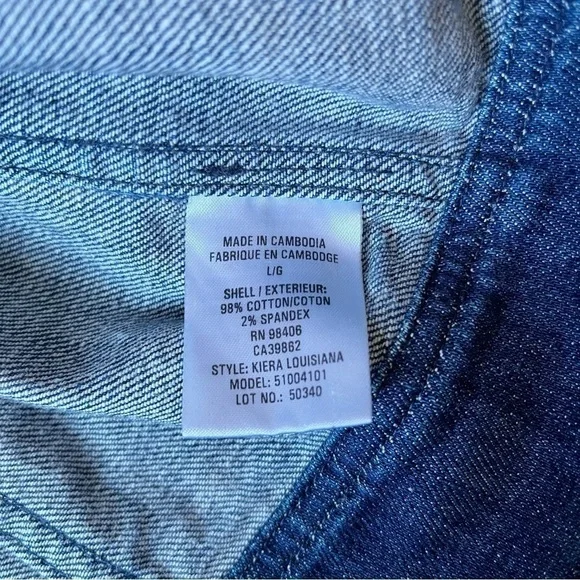 MADE IN CAMBODIA
FABRIQUE EN CAMBODGE
L/G
SHELL / EXTERIEUR:
98% COTTON/COTON
2% SPANDEX
RN 98406
CA39862
STYLE: KIERA LOUISIANA
MODEL: 51004101
LOT NO.: 50340